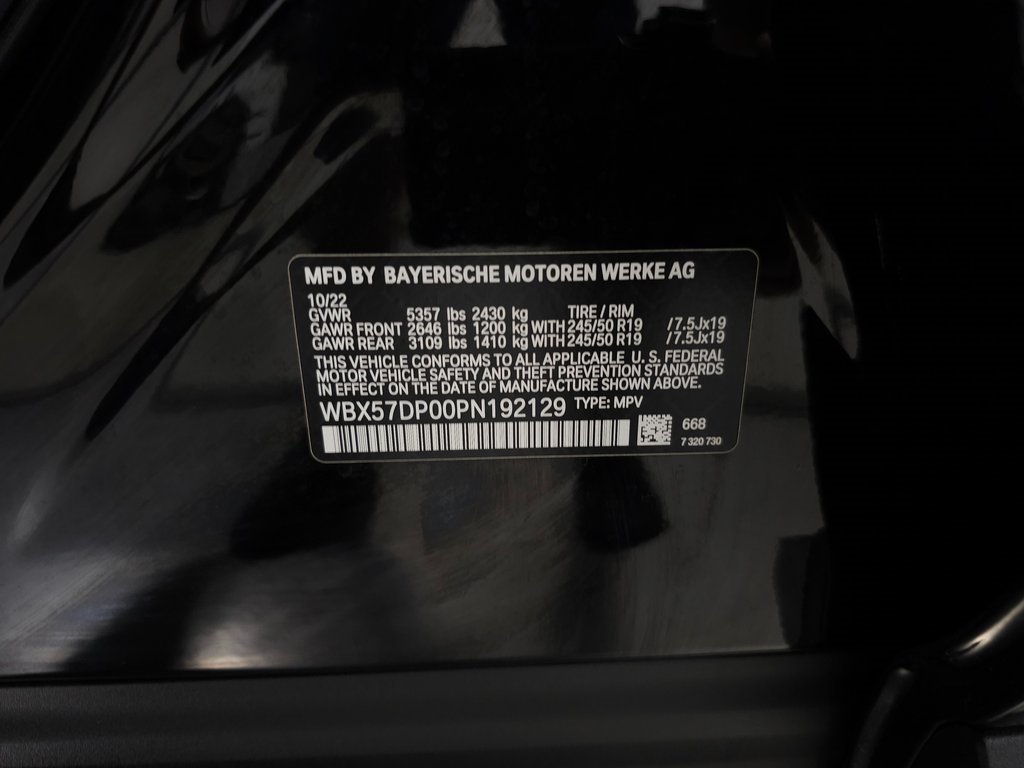 MFD BY BAYERISCHE MOTOREN WERKE AG
10/22
GVWR 5357 lbs 2430 kg TIRE / RIM
GAWR FRONT 2646 lbs 1200 kg WITH 245/50 R19 /7.5Jx19
GAWR REAR 3109 lbs 1410 kg WITH 245/50 R19 /7.5Jx19
THIS VEHICLE CONFORMS TO ALL APPLICABLE U. S. FEDERAL
MOTOR VEHICLE SAFETY AND THEFT PREVENTION STANDARDS
IN EFFECT ON THE DATE OF MANUFACTURE SHOWN ABOVE.
WBX57DP00PN192129 TYPE: MPV
668
7 320 730